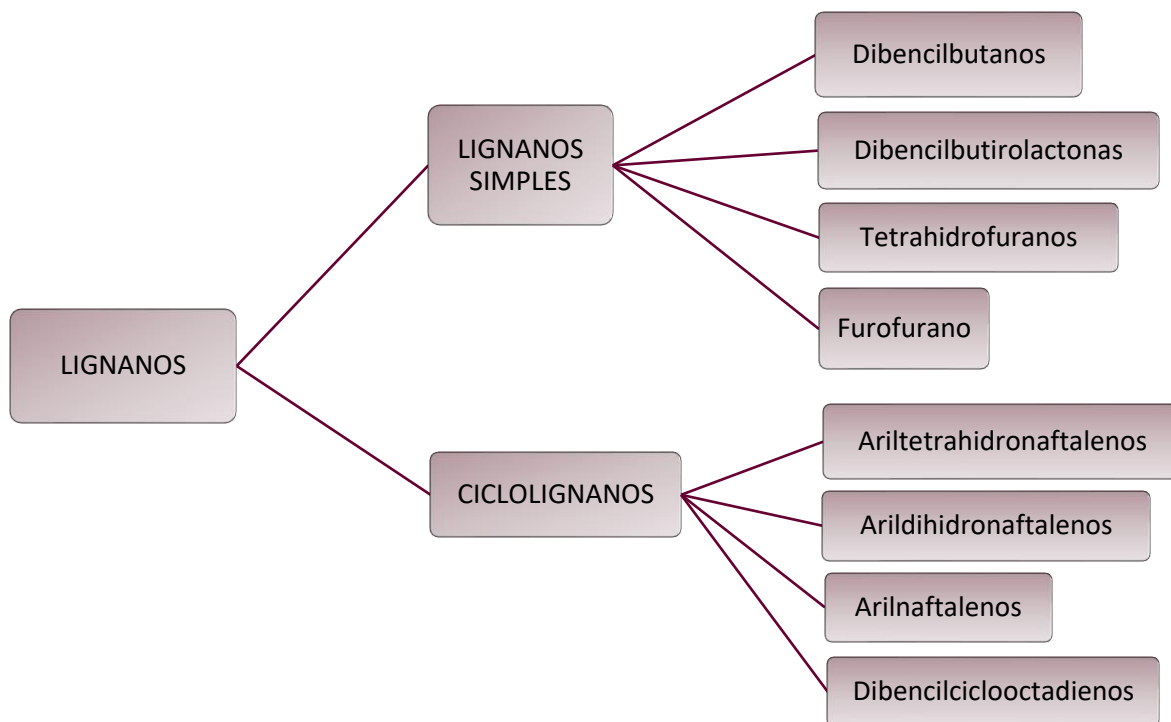 LIGNANOS
LIGNANOS
SIMPLES
Dibencilbutanos
Dibencilbutirolactonas
Tetrahidrofuranos
Furofurano
CICLOLIGNANOS
Ariltetrahidronaftalenos
Arildihidronaftalenos
Arilnaftalenos
Dibencilciclooctadienos